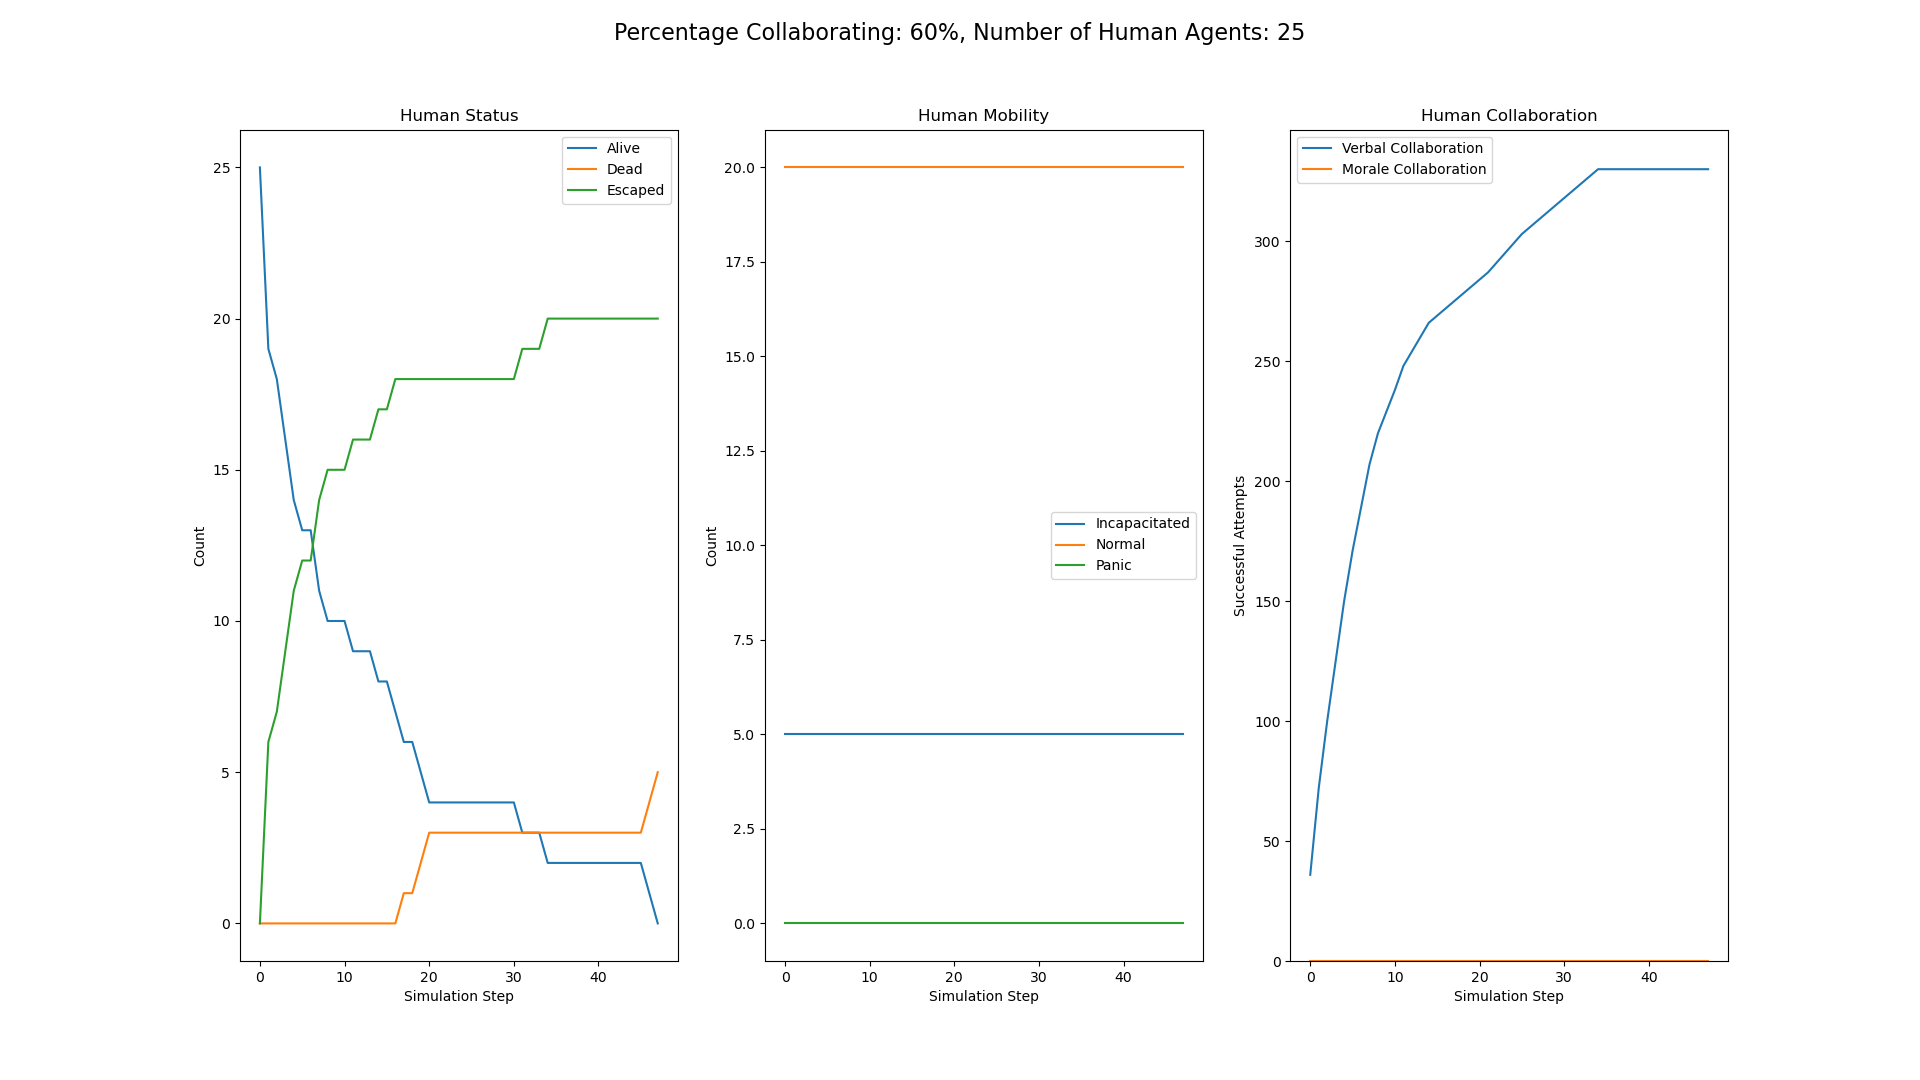 Percentage Collaborating: 60%, Number of Human Agents: 25
Human Status
Alive
Dead
Escaped
25
20
15
10
5
0
Count
0 10 20 30 40
Simulation Step
Human Mobility
Incapacitated
Normal
Panic
20.0
17.5
15.0
12.5
10.0
7.5
5.0
2.5
0.0
Count
0 10 20 30 40
Simulation Step
Human Collaboration
Verbal Collaboration
Morale Collaboration
300
250
200
150
100
50
0
Successful Attempts
0 10 20 30 40
Simulation Step